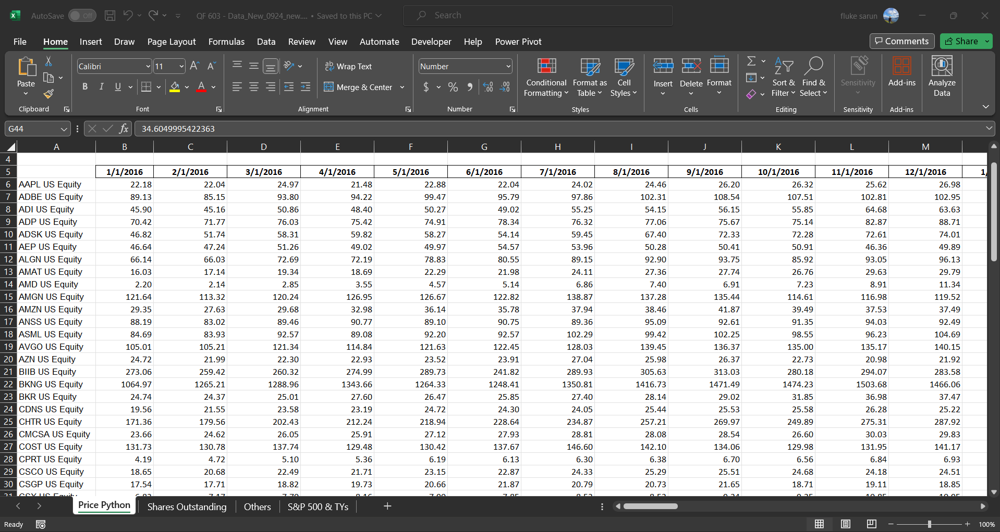 AutoSave Off QF 603 - Data_New_0924_new.... • Saved to this PC Search fluke sarun
File Home Insert Draw Page Layout Formulas Data Review View Automate Developer Help Power Pivot Comments Share
Paste Calibri 11 Wrap Text Number Conditional Formatting Format as Table Cell Styles Insert Delete Format Sort & Filter Find & Select Sensitivity Add-ins Analyze Data
B I U A Merge & Center $ %
Clipboard Font Alignment Number Styles Cells Editing Sensitivity Add-ins
G44 fx 34.6049995422363
A B C D E F G H I J K L M
4
5 1/1/2016 2/1/2016 3/1/2016 4/1/2016 5/1/2016 6/1/2016 7/1/2016 8/1/2016 9/1/2016 10/1/2016 11/1/2016 12/1/2016 1/
6 AAPL US Equity 22.18 22.04 24.97 21.48 22.88 22.04 24.02 24.46 26.20 26.32 25.62 26.98
7 ADBE US Equity 89.13 85.15 93.80 94.22 99.47 95.79 97.86 102.31 108.54 107.51 102.81 102.95
8 ADI US Equity 45.90 45.16 50.86 48.40 50.27 49.02 55.25 54.15 56.15 55.85 64.68 63.63
9 ADP US Equity 70.42 71.77 76.03 75.42 74.91 78.34 76.32 77.06 75.67 75.14 82.87 88.71
10 ADSK US Equity 46.82 51.74 58.31 59.82 58.27 54.14 59.45 67.40 72.33 72.28 72.61 74.01
11 AEP US Equity 46.64 47.24 51.26 49.02 49.97 54.57 53.96 50.28 50.41 50.91 46.36 49.89
12 ALGN US Equity 66.14 66.03 72.69 72.19 78.83 80.55 89.15 92.90 93.75 85.92 93.05 96.13
13 AMAT US Equity 16.03 17.14 19.34 18.69 22.29 21.98 24.11 27.36 27.74 26.76 29.63 29.79
14 AMD US Equity 2.20 2.14 2.85 3.55 4.57 5.14 6.86 7.40 6.91 7.23 8.91 11.34
15 AMGN US Equity 121.64 113.32 120.24 126.95 126.67 122.82 138.87 137.28 135.44 114.61 116.98 119.52
16 AMZN US Equity 29.35 27.63 29.68 32.98 36.14 35.78 37.94 38.46 41.87 39.49 37.53 37.49
17 ANSS US Equity 88.19 83.02 89.46 90.77 89.10 90.75 89.36 95.09 92.61 91.35 94.03 92.49
18 ASML US Equity 84.69 83.93 92.57 89.08 92.20 92.57 102.29 99.42 102.25 98.55 96.23 104.69
19 AVGO US Equity 105.01 105.21 121.34 114.84 121.63 122.45 128.03 139.45 136.37 135.00 135.17 140.15
20 AZN US Equity 24.72 21.99 22.30 22.93 23.52 23.91 27.04 25.98 26.37 22.73 20.98 21.92
21 BIIB US Equity 273.06 259.42 260.32 274.99 289.73 241.82 289.93 305.63 313.03 280.18 294.07 283.58
22 BKNG US Equity 1064.97 1265.21 1288.96 1343.66 1264.33 1248.41 1350.81 1416.73 1471.49 1474.23 1503.68 1466.06
23 BKR US Equity 24.74 24.37 25.01 27.60 26.47 25.85 27.40 28.14 29.02 31.85 36.98 37.47
24 CDNS US Equity 19.56 21.55 23.58 23.19 24.72 24.30 24.05 25.44 25.53 25.58 26.28 25.22
25 CHTR US Equity 171.36 179.56 202.43 212.24 218.94 228.64 234.87 257.21 269.97 249.89 275.31 287.92
26 CMCSA US Equity 23.66 24.62 26.05 25.91 27.12 27.93 28.81 28.08 28.54 26.60 30.03 29.83
27 COST US Equity 131.73 130.78 137.74 129.48 130.42 137.67 146.60 142.10 134.06 129.98 131.95 141.17
28 CPRT US Equity 4.19 4.72 5.10 5.36 6.19 6.13 6.30 6.38 6.70 6.56 6.84 6.93
29 CSCO US Equity 18.65 20.68 22.49 21.71 23.15 22.87 24.33 25.29 25.51 24.68 24.18 24.51
30 CSGP US Equity 17.54 17.71 18.82 19.73 20.66 21.87 20.79 20.73 21.65 18.71 19.11 18.85
31 CSX US Equity
Price Python Shares Outstanding Others S&P 500 & TYs
Ready 100%